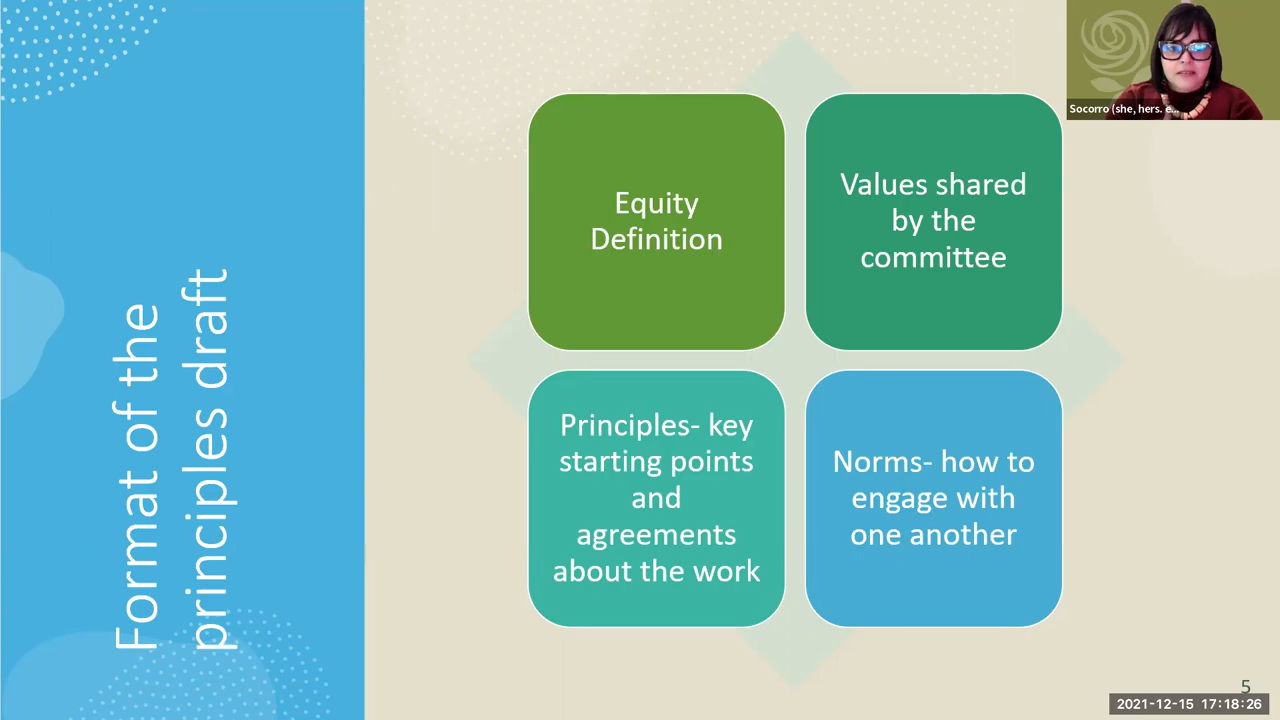 Format of the
principles draft
Equity
Definition
Values shared
by the
committee
Principles- key
starting points
and
agreements
about the work
Norms- how to
engage with
one another
Socorro (she, hers. e...
5
2021-12-15 17:18:26